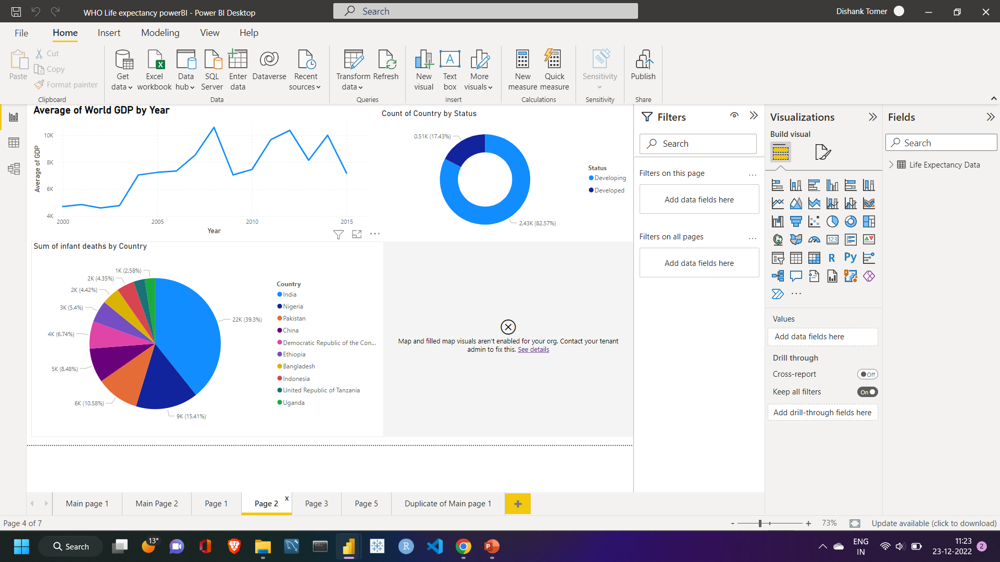 WHO Life expectancy powerBI - Power BI Desktop
Search
Dishank Tomer
File
Home
Insert
Modeling
View
Help
Paste
Cut
Copy
Format painter
Clipboard
Get
data
Excel
workbook
Data
hub
SQL
Server
Enter
data
Dataverse
Recent
sources
Data
Transform
data
Refresh
Queries
New
visual
A
Text
box
More
visuals
Insert
New
measure
Quick
measure
Calculations
Sensitivity
Sensitivity
Publish
Share
Average of World GDP by Year
Average of GDP
10K
8K
6K
4K
2000
2005
2010
2015
Year
Count of Country by Status
0.51K (17.43%)
2.43K (82.57%)
Status
Developing
Developed
Sum of infant deaths by Country
1K (2.58%)
2K (4.35%)
2K (4.42%)
3K (5.4%)
4K (6.74%)
5K (8.48%)
6K (10.58%)
9K (15.41%)
22K (39.3%)
Country
India
Nigeria
Pakistan
China
Democratic Republic of the Con...
Ethiopia
Bangladesh
Indonesia
United Republic of Tanzania
Uganda
Map and filled map visuals aren't enabled for your org. Contact your tenant
admin to fix this. See details
Filters
Search
Filters on this page
...
Add data fields here
Filters on all pages
...
Add data fields here
Visualizations
Build visual
123
R
Py
...
Values
Add data fields here
Drill through
Cross-report
Off
Keep all filters
On
Add drill-through fields here
Fields
Search
Life Expectancy Data
Main page 1
Main Page 2
Page 1
Page 2
x
Page 3
Page 5
Duplicate of Main page 1
+
Page 4 of 7
-
+
73%
Update available (click to download)
Search
13°
R
P
ENG
IN
11:23
23-12-2022
2